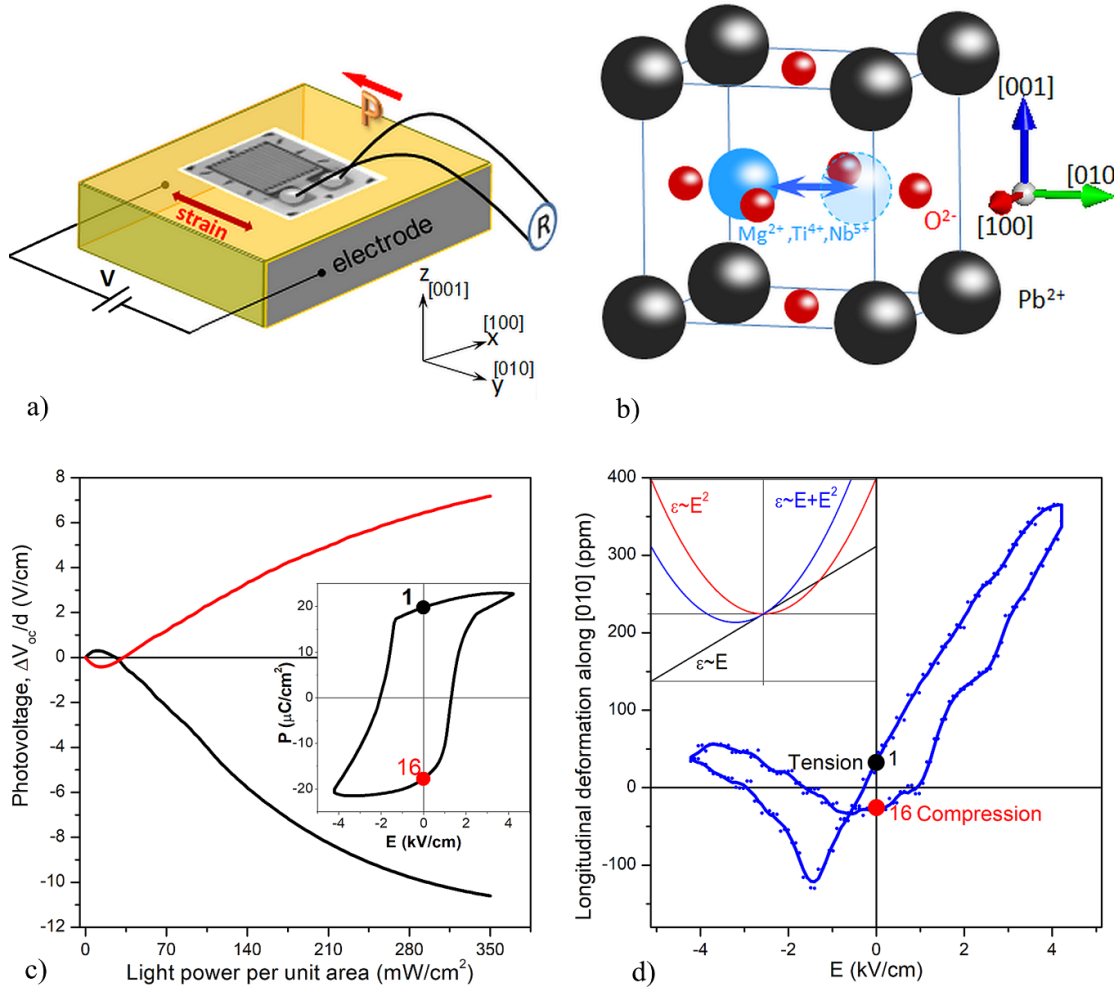 P
strain
electrode
R
V
z
[001]
[100]
x
[010]
y
a)
[001]
[010]
[100]
O²⁻
Mg²⁺,Ti⁴⁺,Nb⁵⁺
Pb²⁺
b)
Photovoltage, ΔVoc/d (V/cm)
8
6
4
2
0
-2
-4
-6
-8
-10
-12
0 70 140 210 280 350
Light power per unit area (mW/cm²)
P (μC/cm²)
20
10
0
-10
-20
-4 -2 0 2 4
E (kV/cm)
1
16
c)
Longitudinal deformation along [010] (ppm)
400
300
200
100
0
-100
-4 -2 0 2 4
E (kV/cm)
ε~E²
ε~E+E²
ε~E
Tension 1
16 Compression
d)